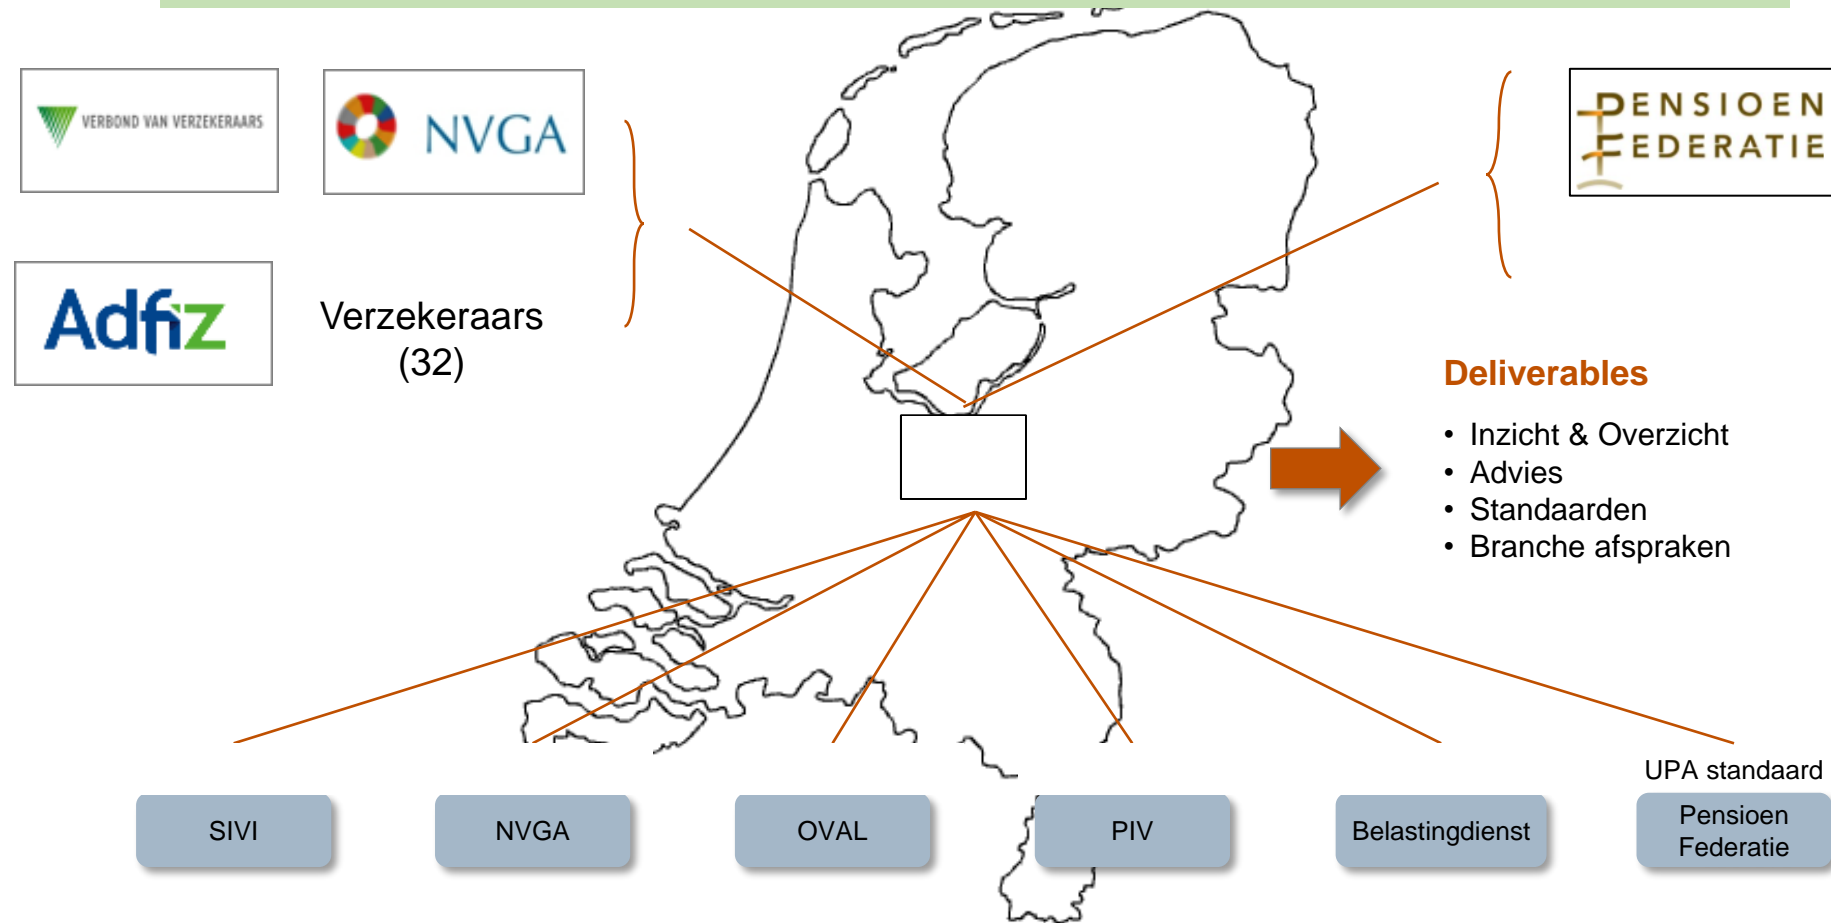 VERBOND VAN VERZEKERAARS
NVGA
PENSIOEN
FEDERATIE
Adfiz
Verzekeraars
(32)
Deliverables
• Inzicht & Overzicht
• Advies
• Standaarden
• Branche afspraken
UPA standaard
SIVI
NVGA
OVAL
PIV
Belastingdienst
Pensioen
Federatie